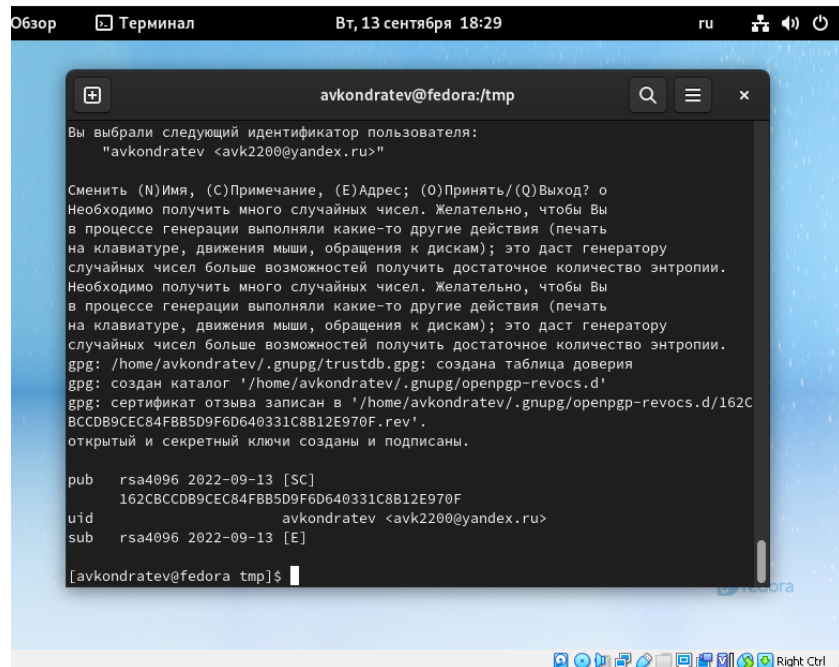 Обзор Терминал Вт, 13 сентября 18:29 ru
avkondratev@fedora:/tmp
Вы выбрали следующий идентификатор пользователя:
"avkondratev <avk2200@yandex.ru>"
Сменить (N)Имя, (C)Примечание, (E)Адрес; (O)Принять/(Q)Выход? o
Необходимо получить много случайных чисел. Желательно, чтобы Вы
в процессе генерации выполняли какие-то другие действия (печать
на клавиатуре, движения мыши, обращения к дискам); это даст генератору
случайных чисел больше возможностей получить достаточное количество энтропии.
Необходимо получить много случайных чисел. Желательно, чтобы Вы
в процессе генерации выполняли какие-то другие действия (печать
на клавиатуре, движения мыши, обращения к дискам); это даст генератору
случайных чисел больше возможностей получить достаточное количество энтропии.
gpg: /home/avkondratev/.gnupg/trustdb.gpg: создана таблица доверия
gpg: создан каталог '/home/avkondratev/.gnupg/openpgp-revocs.d'
gpg: сертификат отзыва записан в '/home/avkondratev/.gnupg/openpgp-revocs.d/162C
BCCDB9CEC84FBB5D9F6D640331C8B12E970F.rev'.
открытый и секретный ключи созданы и подписаны.
pub rsa4096 2022-09-13 [SC]
162CBCCDB9CEC84FBB5D9F6D640331C8B12E970F
uid avkondratev <avk2200@yandex.ru>
sub rsa4096 2022-09-13 [E]
[avkondratev@fedora tmp]$
fedora
Right Ctrl